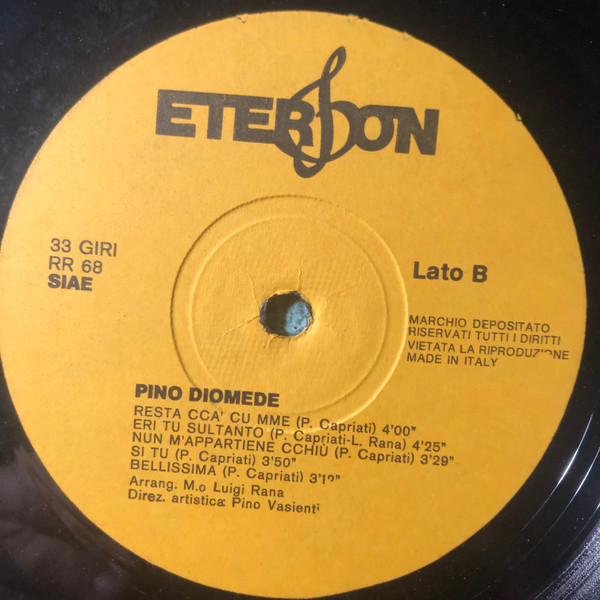 ETERSON
33 GIRI
RR 68
SIAE
Lato B
MARCHIO DEPOSITATO
RISERVATI TUTTI I DIRITTI
VIETATA LA RIPRODUZIONE
MADE IN ITALY
PINO DIOMEDE
RESTA CCA' CU MME (P. Capriati) 4'00"
ERI TU SULTANTO (P. Capriati-L. Rana) 4'25"
NUN M'APPARTIENE CCHIÙ (P. Capriati) 3'29"
SI TU (P. Capriati) 3'50"
BELLISSIMA (P. Capriati)
Arrang. M.o Luigi Rana
Direz. artistica: Pino Vasienti